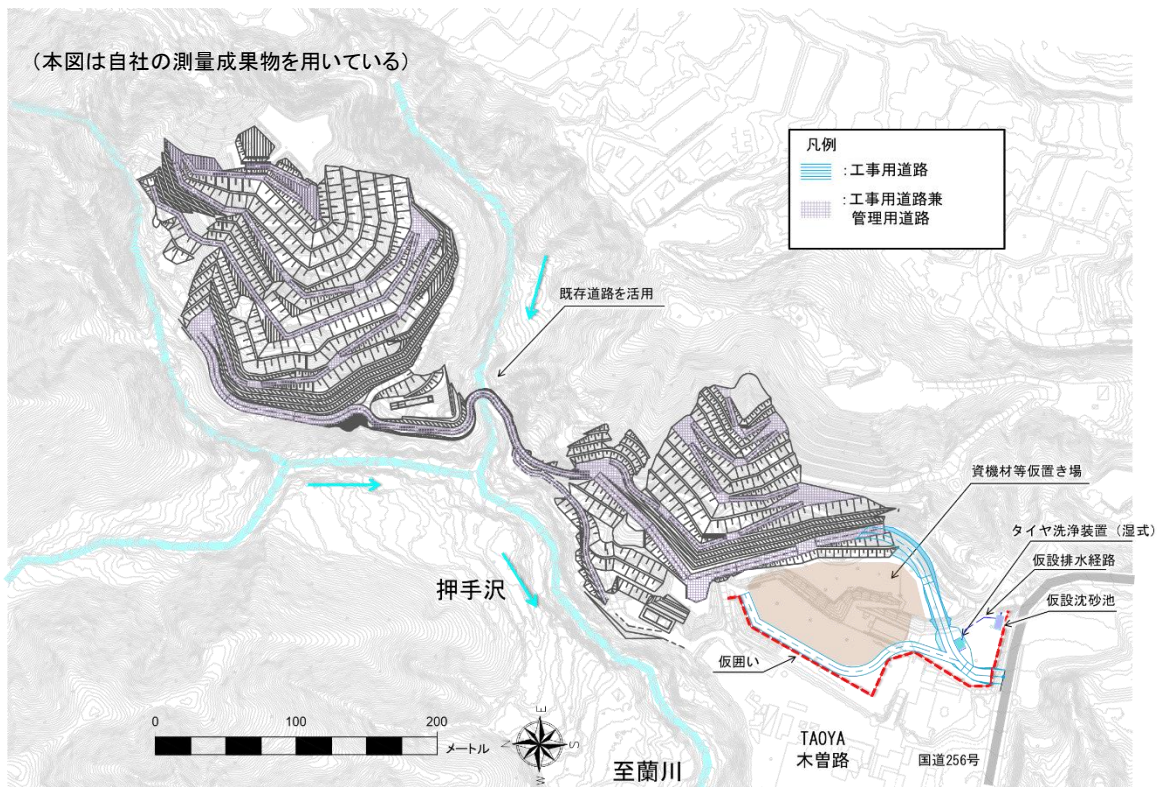 （本図は自社の測量成果物を用いている）
凡例
：工事用道路
：工事用道路兼
管理用道路
既存道路を活用
資機材等仮置き場
タイヤ洗浄装置（湿式）
仮設排水経路
仮設沈砂池
押手沢
仮囲い
0 100 200
メートル
N E S W
至蘭川
TAOYA
木曽路
国道256号